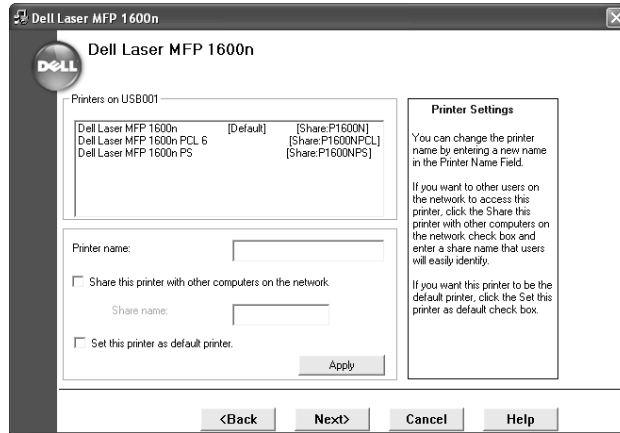 Dell Laser MFP 1600n
DELL
Dell Laser MFP 1600n
Printers on USB001
Dell Laser MFP 1600n [Default] [Share:P1600N]
Dell Laser MFP 1600n PCL 6 [Share:P1600NPCL]
Dell Laser MFP 1600n PS [Share:P1600NPS]
Printer name:
Share this printer with other computers on the network
Share name:
Set this printer as default printer.
Apply
Printer Settings
You can change the printer
name by entering a new name
in the Printer Name Field.
If you want to other users on
the network to access this
printer, click the Share this
printer with other computers on
the network check box and
enter a share name that users
will easily identify.
If you want this printer to be the
default printer, click the Set this
printer as default check box.
<Back Next> Cancel Help